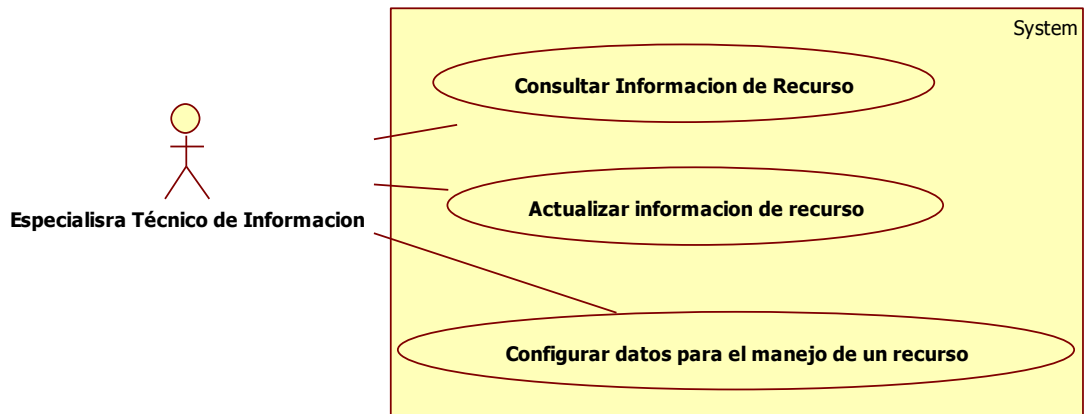 System
Consultar Informacion de Recurso
Actualizar informacion de recurso
Especialisra Técnico de Informacion
Configurar datos para el manejo de un recurso